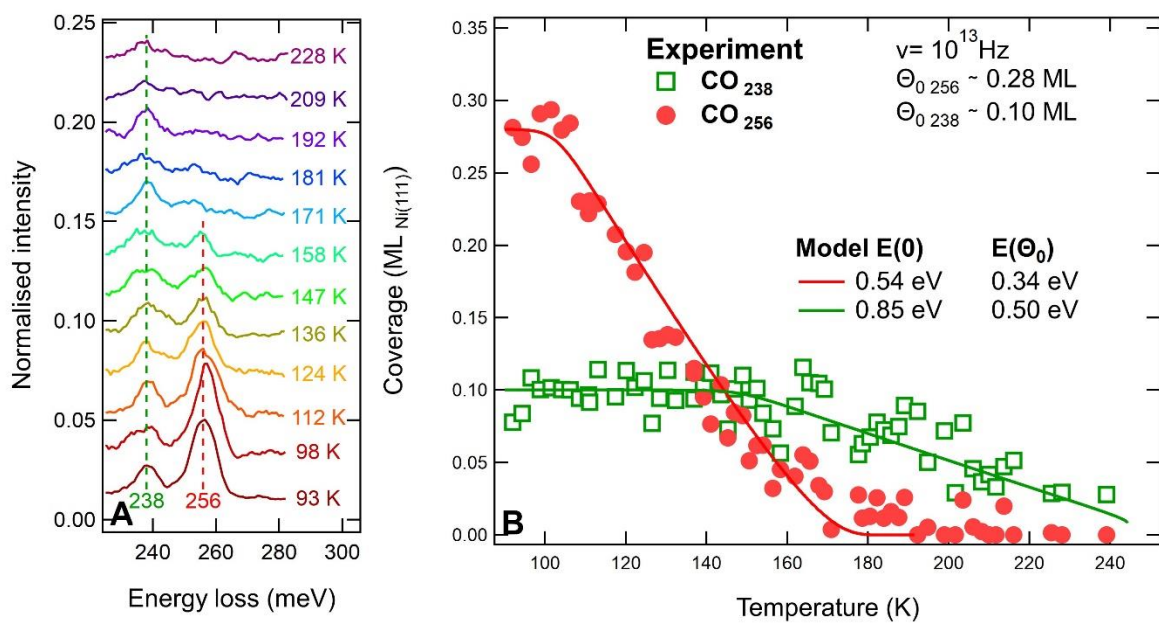 0.25
0.20
0.15
0.10
0.05
0.00
Normalised intensity
228 K
209 K
192 K
181 K
171 K
158 K
147 K
136 K
124 K
112 K
98 K
93 K
238
256
A
240
260
280
300
Energy loss (meV)
0.30
0.25
0.20
0.15
0.10
0.05
0.00
Coverage (ML Ni(111))
Experiment
CO 238
CO 256
ν= 10¹³Hz
Θ0 256 ~ 0.28 ML
Θ0 238 ~ 0.10 ML
Model E(0) E(Θ₀)
0.54 eV 0.34 eV
0.85 eV 0.50 eV
B
100
120
140
160
180
200
220
240
Temperature (K)